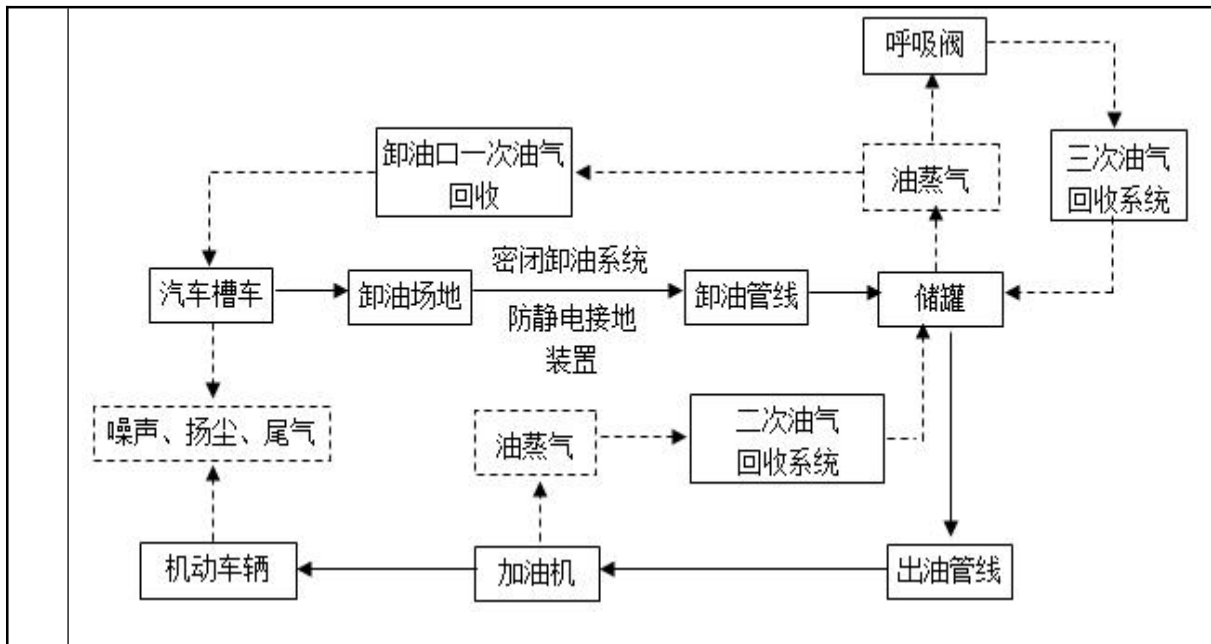 呼吸阀
卸油口一次油气
回收
油蒸气
三次油气
回收系统
汽车槽车
卸油场地
密闭卸油系统
防静电接地
装置
卸油管线
储罐
噪声、扬尘、尾气
油蒸气
二次油气
回收系统
机动车辆
加油机
出油管线